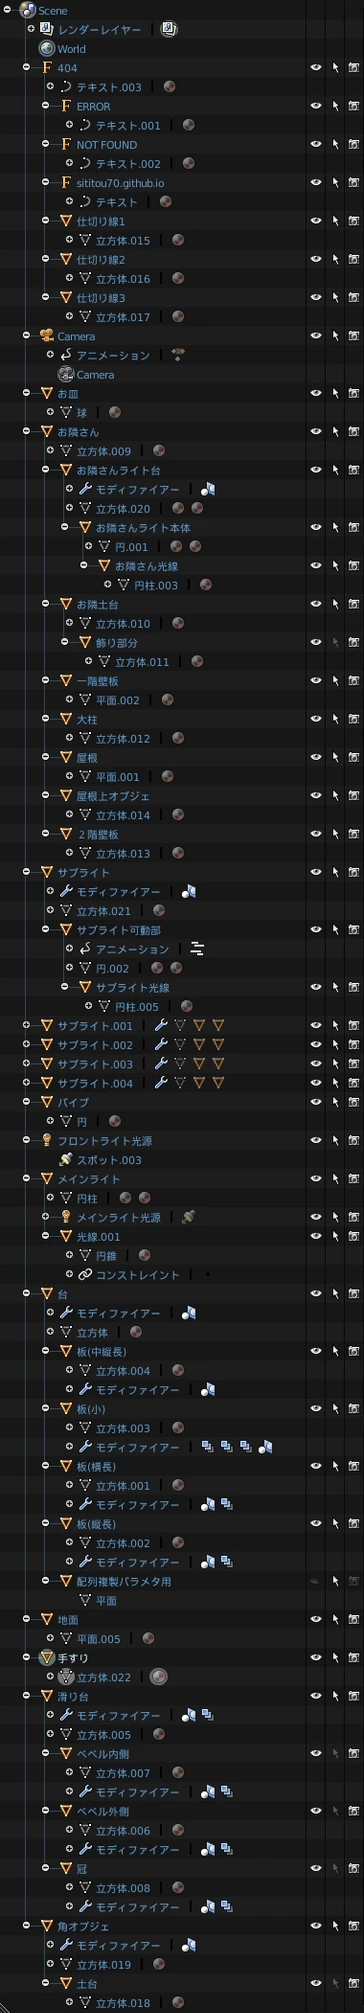 Scene
レンダーレイヤー
World
404
テキスト.003
ERROR
テキスト.001
NOT FOUND
テキスト.002
sititou70.github.io
テキスト
仕切り線1
立方体.015
仕切り線2
立方体.016
仕切り線3
立方体.017
Camera
アニメーション
Camera
お皿
球
お隣さん
立方体.009
お隣さんライト台
モディファイアー
立方体.020
お隣さんライト本体
円.001
お隣さん光線
円柱.003
お隣土台
立方体.010
飾り部分
立方体.011
一階壁板
平面.002
大柱
立方体.012
屋根
平面.001
屋根上オブジェ
立方体.014
２階壁板
立方体.013
サブライト
モディファイアー
立方体.021
サブライト可動部
アニメーション
円.002
サブライト光線
円柱.005
サブライト.001
サブライト.002
サブライト.003
サブライト.004
パイプ
円
フロントライト光源
スポット.003
メインライト
円柱
メインライト光源
光線.001
円錐
コンストレイント
台
モディファイアー
立方体
板(中縦長)
立方体.004
モディファイアー
板(小)
立方体.003
モディファイアー
板(横長)
立方体.001
モディファイアー
板(縦長)
立方体.002
モディファイアー
配列複製パラメタ用
平面
地面
平面.005
手すり
立方体.022
滑り台
モディファイアー
立方体.005
ベベル内側
立方体.007
モディファイアー
ベベル外側
立方体.006
モディファイアー
冠
立方体.008
モディファイアー
角オブジェ
モディファイアー
立方体.019
土台
立方体.018